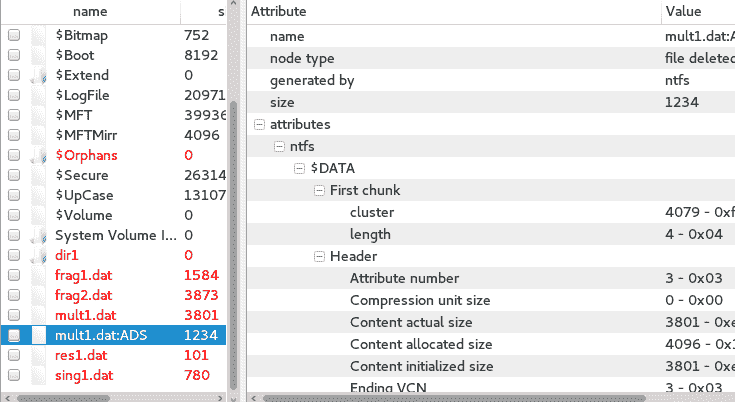 name s
$Bitmap 752
$Boot 8192
$Extend 0
$LogFile 20971
$MFT 39936
$MFTMirr 4096
$Orphans 0
$Secure 26314
$UpCase 13107
$Volume 0
System Volume I... 0
dir1 0
frag1.dat 1584
frag2.dat 3873
mult1.dat 3801
mult1.dat:ADS 1234
res1.dat 101
sing1.dat 780
Attribute Value
name mult1.dat:A
node type file deleted
generated by ntfs
size 1234
attributes
ntfs
$DATA
First chunk
cluster 4079 - 0xf
length 4 - 0x04
Header
Attribute number 3 - 0x03
Compression unit size 0 - 0x00
Content actual size 3801 - 0xe
Content allocated size 4096 - 0x1
Content initialized size 3801 - 0xe
Ending VCN 3 - 0x03